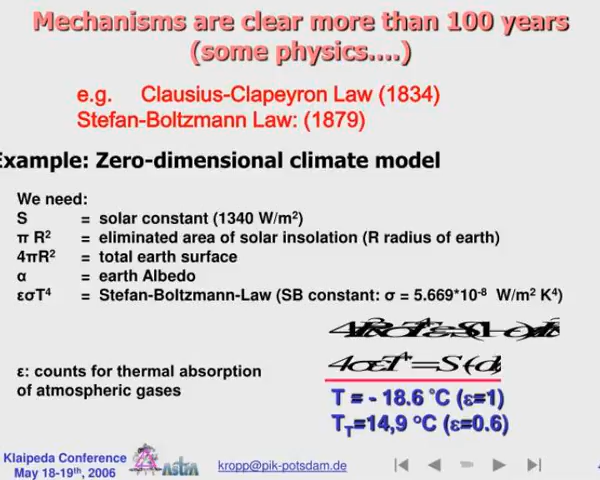 Mechanisms are clear more than 100 years
(some physics....)
e.g. Clausius-Clapeyron Law (1834)
Stefan-Boltzmann Law: (1879)
Example: Zero-dimensional climate model
We need:
S = solar constant (1340 W/m²)
π R² = eliminated area of solar insolation (R radius of earth)
4πR² = total earth surface
α = earth Albedo
εσT⁴ = Stefan-Boltzmann-Law (SB constant: σ = 5.669*10⁻⁸ W/m² K⁴)
ε: counts for thermal absorption
of atmospheric gases
T = - 18.6 °C (ε=1)
T_T=14,9 °C (ε=0.6)
Klaipeda Conference
May 18-19th, 2006
astra
kropp@pik-potsdam.de